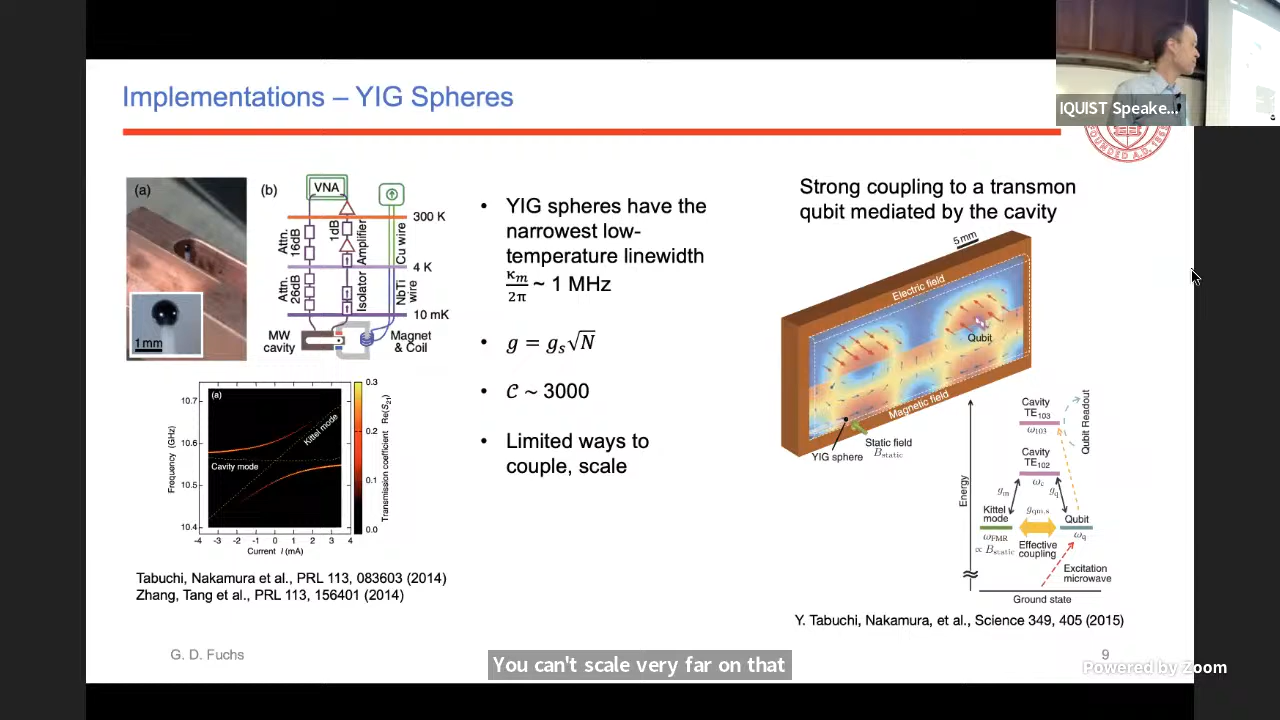 Implementations – YIG Spheres
IQUIST Speake...
FOUNDED A.D.
(a)
1mm
(b)
VNA
300 K
Attn.
16dB
1dB
Amplifier
Cu wire
4 K
Attn.
26dB
Isolator
NbTi
wire
10 mK
MW
cavity
Magnet
& Coil
(a)
Frequency (GHz)
10.7
10.6
10.5
10.4
Cavity mode
Kittel mode
-4 -3 -2 -1 0 1 2 3 4
Current I (mA)
0.3
0.2
0.1
0.0
Transmission coefficient Re(S21)
Tabuchi, Nakamura et al., PRL 113, 083603 (2014)
Zhang, Tang et al., PRL 113, 156401 (2014)
• YIG spheres have the
narrowest low-
temperature linewidth
κₘ/2π ~ 1 MHz
• g = gₛ√N
• C ~ 3000
• Limited ways to
couple, scale
Strong coupling to a transmon
qubit mediated by the cavity
5 mm
Electric field
Qubit
Magnetic field
YIG sphere
Static field
Bstatic
Energy
Cavity
TE103
ω103
Qubit Readout
Cavity
TE102
ωc
gm
gq
gqm,s
Kittel
mode
ωFMR
∝ Bstatic
Qubit
ωq
Effective
coupling
Excitation
microwave
Ground state
Y. Tabuchi, Nakamura, et al., Science 349, 405 (2015)
G. D. Fuchs
9
You can't scale very far on that
Powered by Zoom